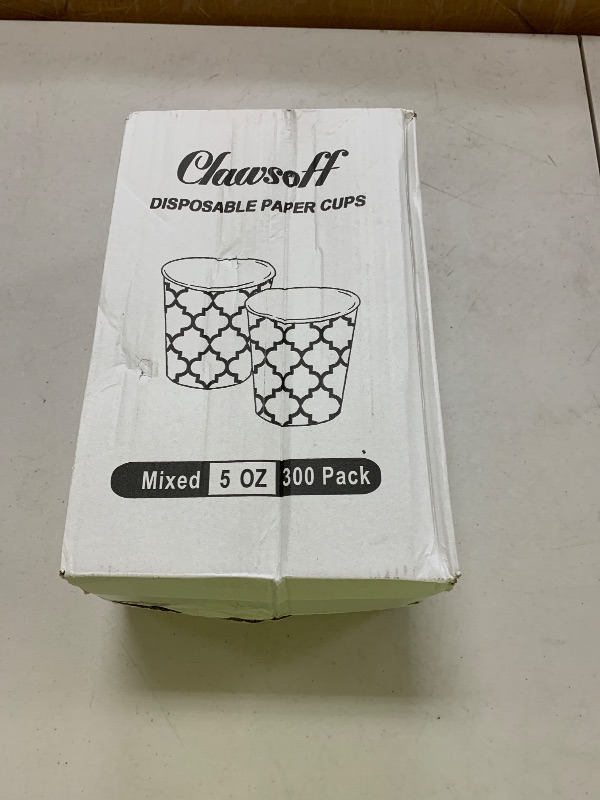 Clawsoff
DISPOSABLE PAPER CUPS
Mixed 5 OZ 300 Pack